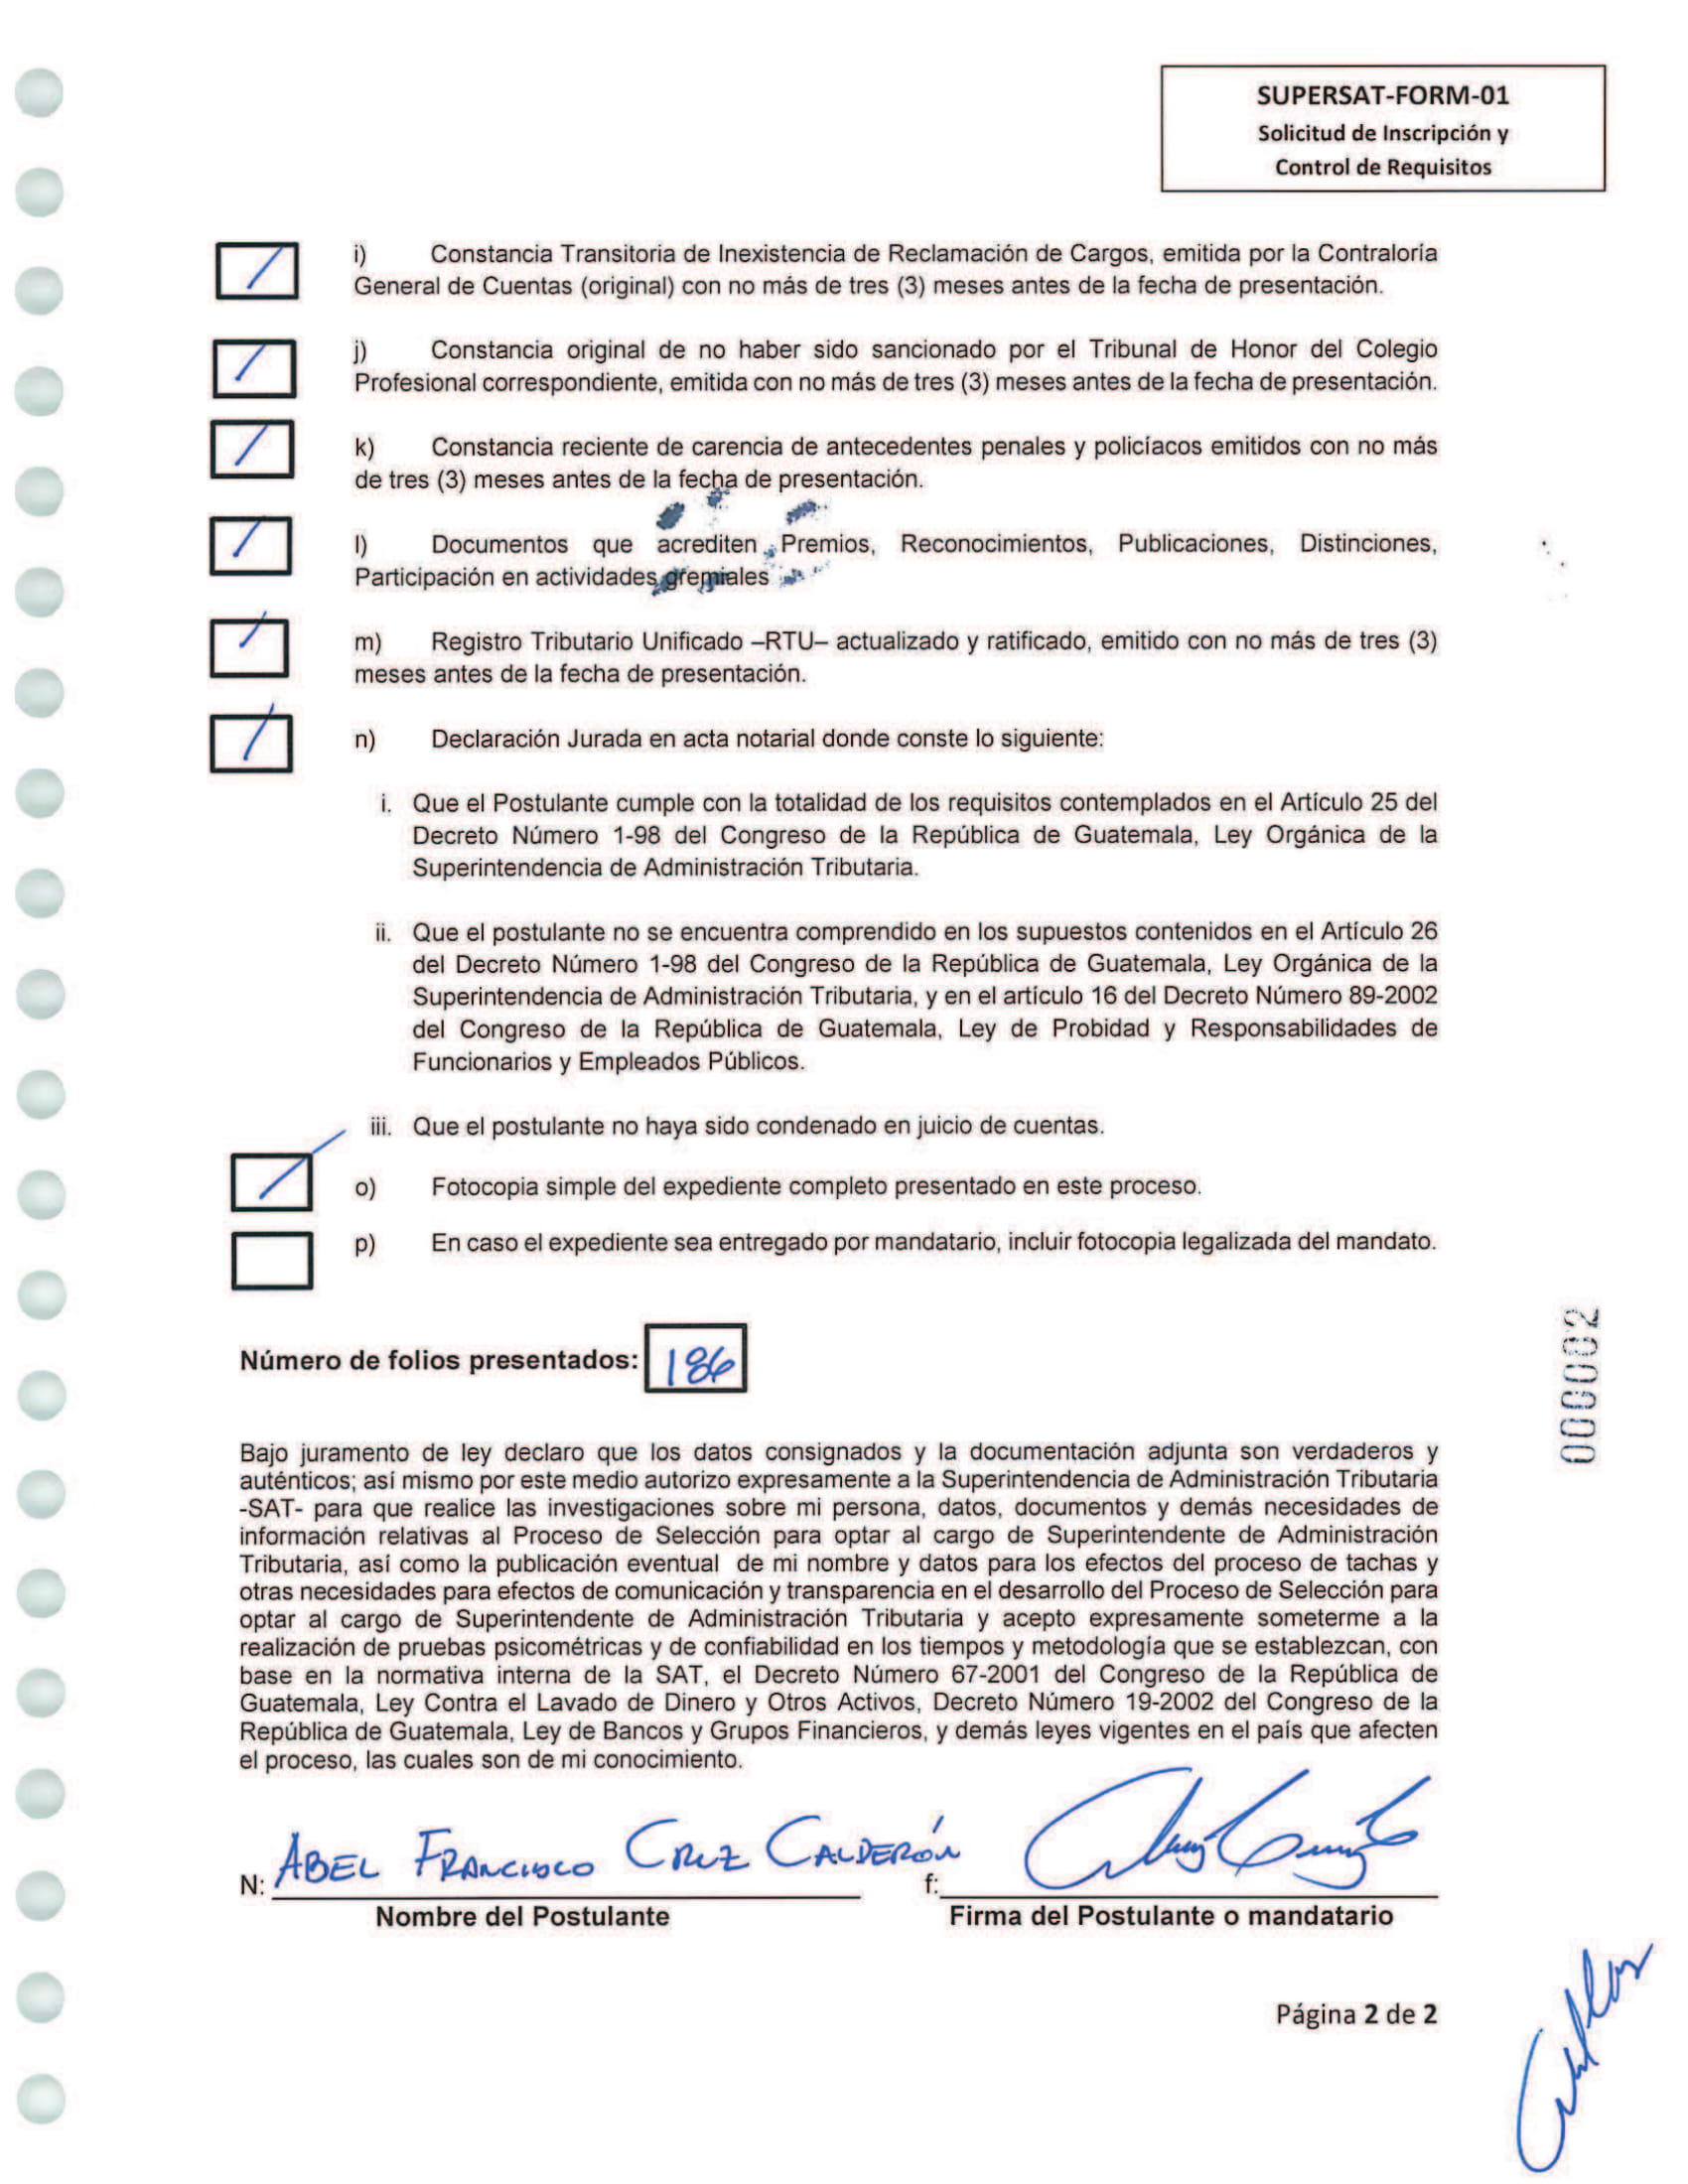 SUPERSAT-FORM-01
Solicitud de Inscripción y
Control de Requisitos
i) Constancia Transitoria de Inexistencia de Reclamación de Cargos, emitida por la Contraloría
General de Cuentas (original) con no más de tres (3) meses antes de la fecha de presentación.
j) Constancia original de no haber sido sancionado por el Tribunal de Honor del Colegio
Profesional correspondiente, emitida con no más de tres (3) meses antes de la fecha de presentación.
k) Constancia reciente de carencia de antecedentes penales y policíacos emitidos con no más
de tres (3) meses antes de la fecha de presentación.
l) Documentos que acrediten Premios, Reconocimientos, Publicaciones, Distinciones,
Participación en actividades gremiales
m) Registro Tributario Unificado –RTU– actualizado y ratificado, emitido con no más de tres (3)
meses antes de la fecha de presentación.
n) Declaración Jurada en acta notarial donde conste lo siguiente:
i. Que el Postulante cumple con la totalidad de los requisitos contemplados en el Artículo 25 del
Decreto Número 1-98 del Congreso de la República de Guatemala, Ley Orgánica de la
Superintendencia de Administración Tributaria.
ii. Que el postulante no se encuentra comprendido en los supuestos contenidos en el Artículo 26
del Decreto Número 1-98 del Congreso de la República de Guatemala, Ley Orgánica de la
Superintendencia de Administración Tributaria, y en el artículo 16 del Decreto Número 89-2002
del Congreso de la República de Guatemala, Ley de Probidad y Responsabilidades de
Funcionarios y Empleados Públicos.
iii. Que el postulante no haya sido condenado en juicio de cuentas.
o) Fotocopia simple del expediente completo presentado en este proceso.
p) En caso el expediente sea entregado por mandatario, incluir fotocopia legalizada del mandato.
Número de folios presentados: 186
000002
Bajo juramento de ley declaro que los datos consignados y la documentación adjunta son verdaderos y
auténticos; así mismo por este medio autorizo expresamente a la Superintendencia de Administración Tributaria
-SAT- para que realice las investigaciones sobre mi persona, datos, documentos y demás necesidades de
información relativas al Proceso de Selección para optar al cargo de Superintendente de Administración
Tributaria, así como la publicación eventual de mi nombre y datos para los efectos del proceso de tachas y
otras necesidades para efectos de comunicación y transparencia en el desarrollo del Proceso de Selección para
optar al cargo de Superintendente de Administración Tributaria y acepto expresamente someterme a la
realización de pruebas psicométricas y de confiabilidad en los tiempos y metodología que se establezcan, con
base en la normativa interna de la SAT, el Decreto Número 67-2001 del Congreso de la República de
Guatemala, Ley Contra el Lavado de Dinero y Otros Activos, Decreto Número 19-2002 del Congreso de la
República de Guatemala, Ley de Bancos y Grupos Financieros, y demás leyes vigentes en el país que afecten
el proceso, las cuales son de mi conocimiento.
N: ABEL FRANCISCO CRUZ CALDERÓN f:
Nombre del Postulante Firma del Postulante o mandatario
Página 2 de 2